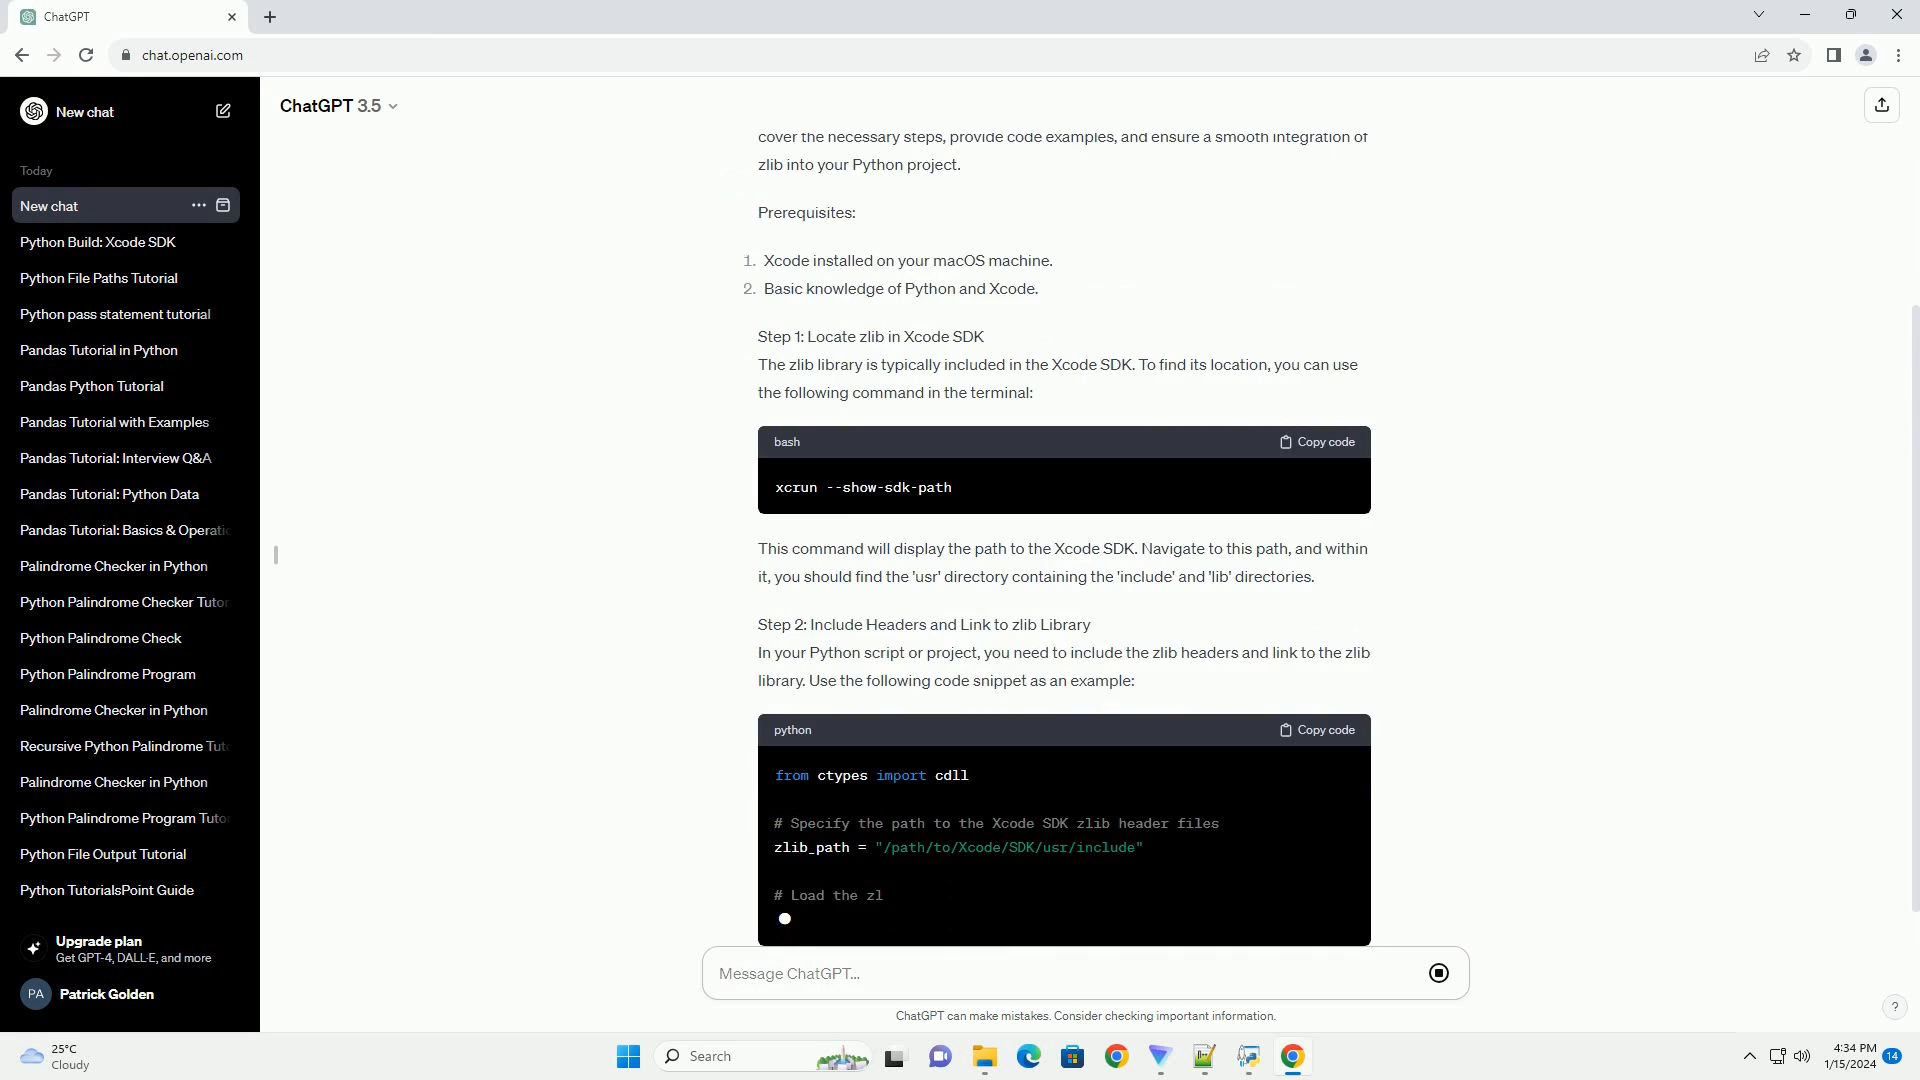 ChatGPT
chat.openai.com
New chat
ChatGPT 3.5
Today
New chat
Python Build: Xcode SDK
Python File Paths Tutorial
Python pass statement tutorial
Pandas Tutorial in Python
Pandas Python Tutorial
Pandas Tutorial with Examples
Pandas Tutorial: Interview Q&A
Pandas Tutorial: Python Data
Pandas Tutorial: Basics & Operatio
Palindrome Checker in Python
Python Palindrome Checker Tutor
Python Palindrome Check
Python Palindrome Program
Palindrome Checker in Python
Recursive Python Palindrome Tuto
Palindrome Checker in Python
Python Palindrome Program Tutor
Python File Output Tutorial
Python TutorialsPoint Guide
Upgrade plan
Get GPT-4, DALL·E, and more
PA
Patrick Golden
cover the necessary steps, provide code examples, and ensure a smooth integration of
zlib into your Python project.
Prerequisites:
1. Xcode installed on your macOS machine.
2. Basic knowledge of Python and Xcode.
Step 1: Locate zlib in Xcode SDK
The zlib library is typically included in the Xcode SDK. To find its location, you can use
the following command in the terminal:
bash
Copy code
xcrun --show-sdk-path
This command will display the path to the Xcode SDK. Navigate to this path, and within
it, you should find the 'usr' directory containing the 'include' and 'lib' directories.
Step 2: Include Headers and Link to zlib Library
In your Python script or project, you need to include the zlib headers and link to the zlib
library. Use the following code snippet as an example:
python
Copy code
from ctypes import cdll
# Specify the path to the Xcode SDK zlib header files
zlib_path = "/path/to/Xcode/SDK/usr/include"
# Load the zl
Message ChatGPT...
ChatGPT can make mistakes. Consider checking important information.
?
25°C
Cloudy
Search
4:34 PM
1/15/2024
14